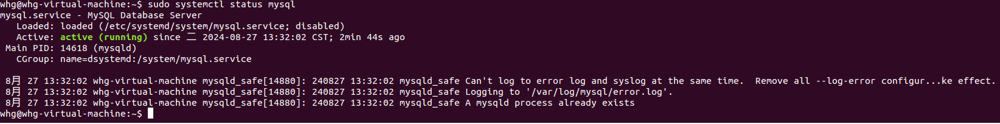 whg@whg-virtual-machine:~$ sudo systemctl status mysql
mysql.service - MySQL Database Server
   Loaded: loaded (/etc/systemd/system/mysql.service; disabled)
   Active: active (running) since 二 2024-08-27 13:32:02 CST; 2min 44s ago
 Main PID: 14618 (mysqld)
   CGroup: name=dsystemd:/system/mysql.service

 8月 27 13:32:02 whg-virtual-machine mysqld_safe[14880]: 240827 13:32:02 mysqld_safe Can't log to error log and syslog at the same time.  Remove all --log-error configur...ke effect.
 8月 27 13:32:02 whg-virtual-machine mysqld_safe[14880]: 240827 13:32:02 mysqld_safe Logging to '/var/log/mysql/error.log'.
 8月 27 13:32:02 whg-virtual-machine mysqld_safe[14880]: 240827 13:32:02 mysqld_safe A mysqld process already exists
whg@whg-virtual-machine:~$